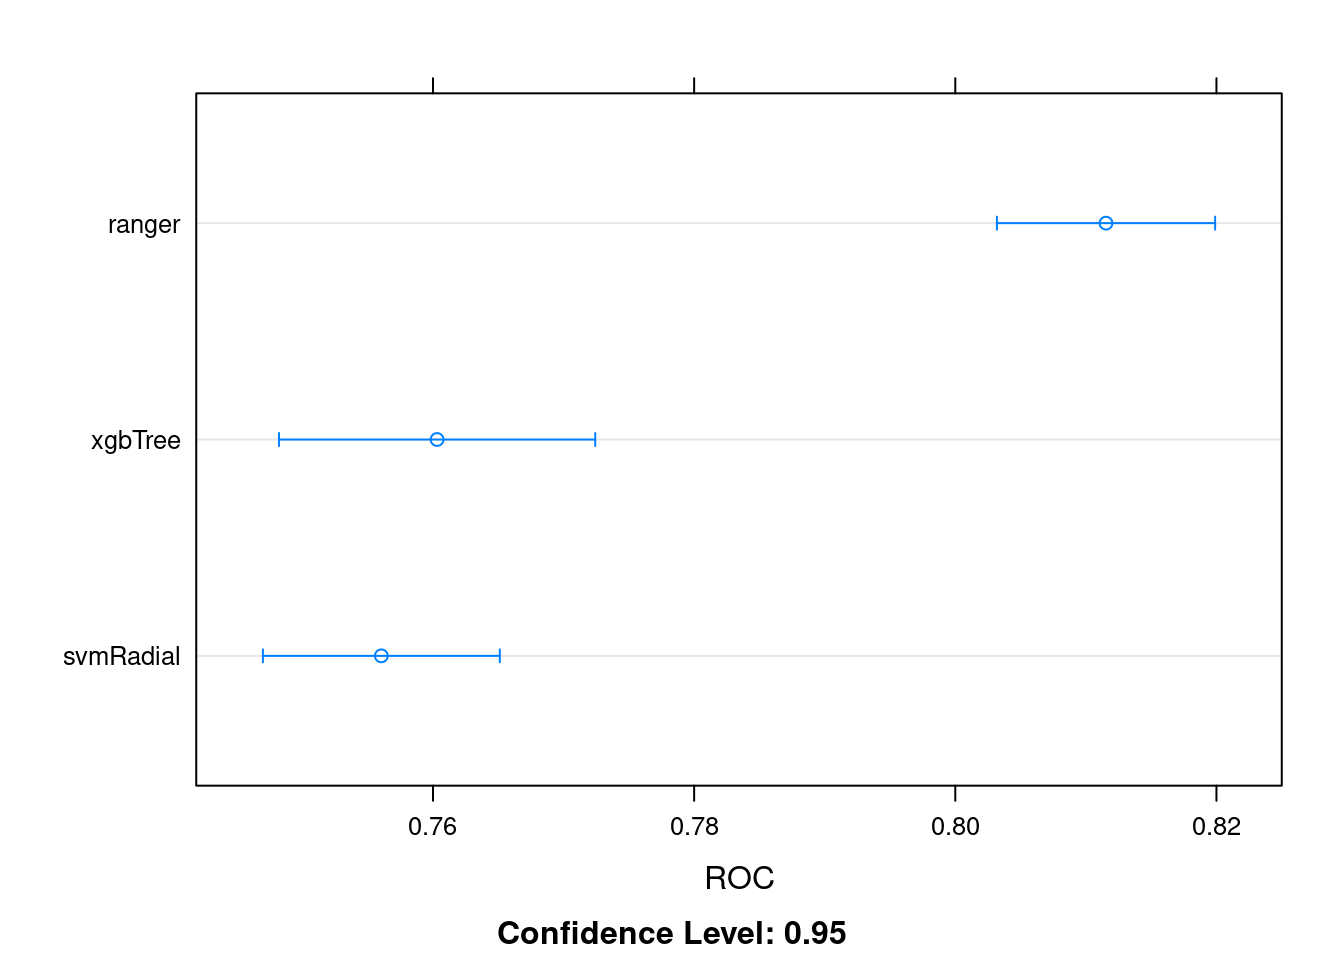 ranger
xgbTree
svmRadial
0.76 0.78 0.80 0.82
ROC
Confidence Level: 0.95